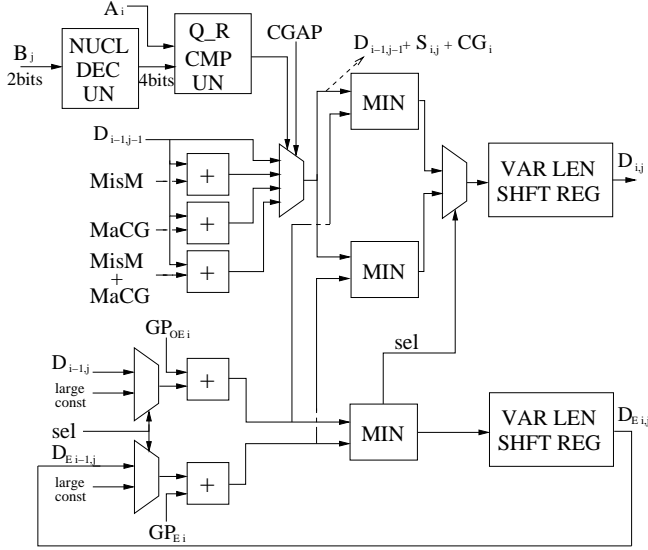 A i
B j
2bits
NUCL
DEC
UN
4bits
Q_R
CMP
UN
CGAP
D i−1,j−1 + S i,j + CG i
MIN
D i−1,j−1
MisM
+
MaCG
+
MisM
+
MaCG
+
MIN
VAR LEN
SHFT REG
D i,j
GP OE i
D i−1,j
large
const
+
sel
sel
MIN
VAR LEN
SHFT REG
D E i,j
D E i−1,j
large
const
+
GP E i